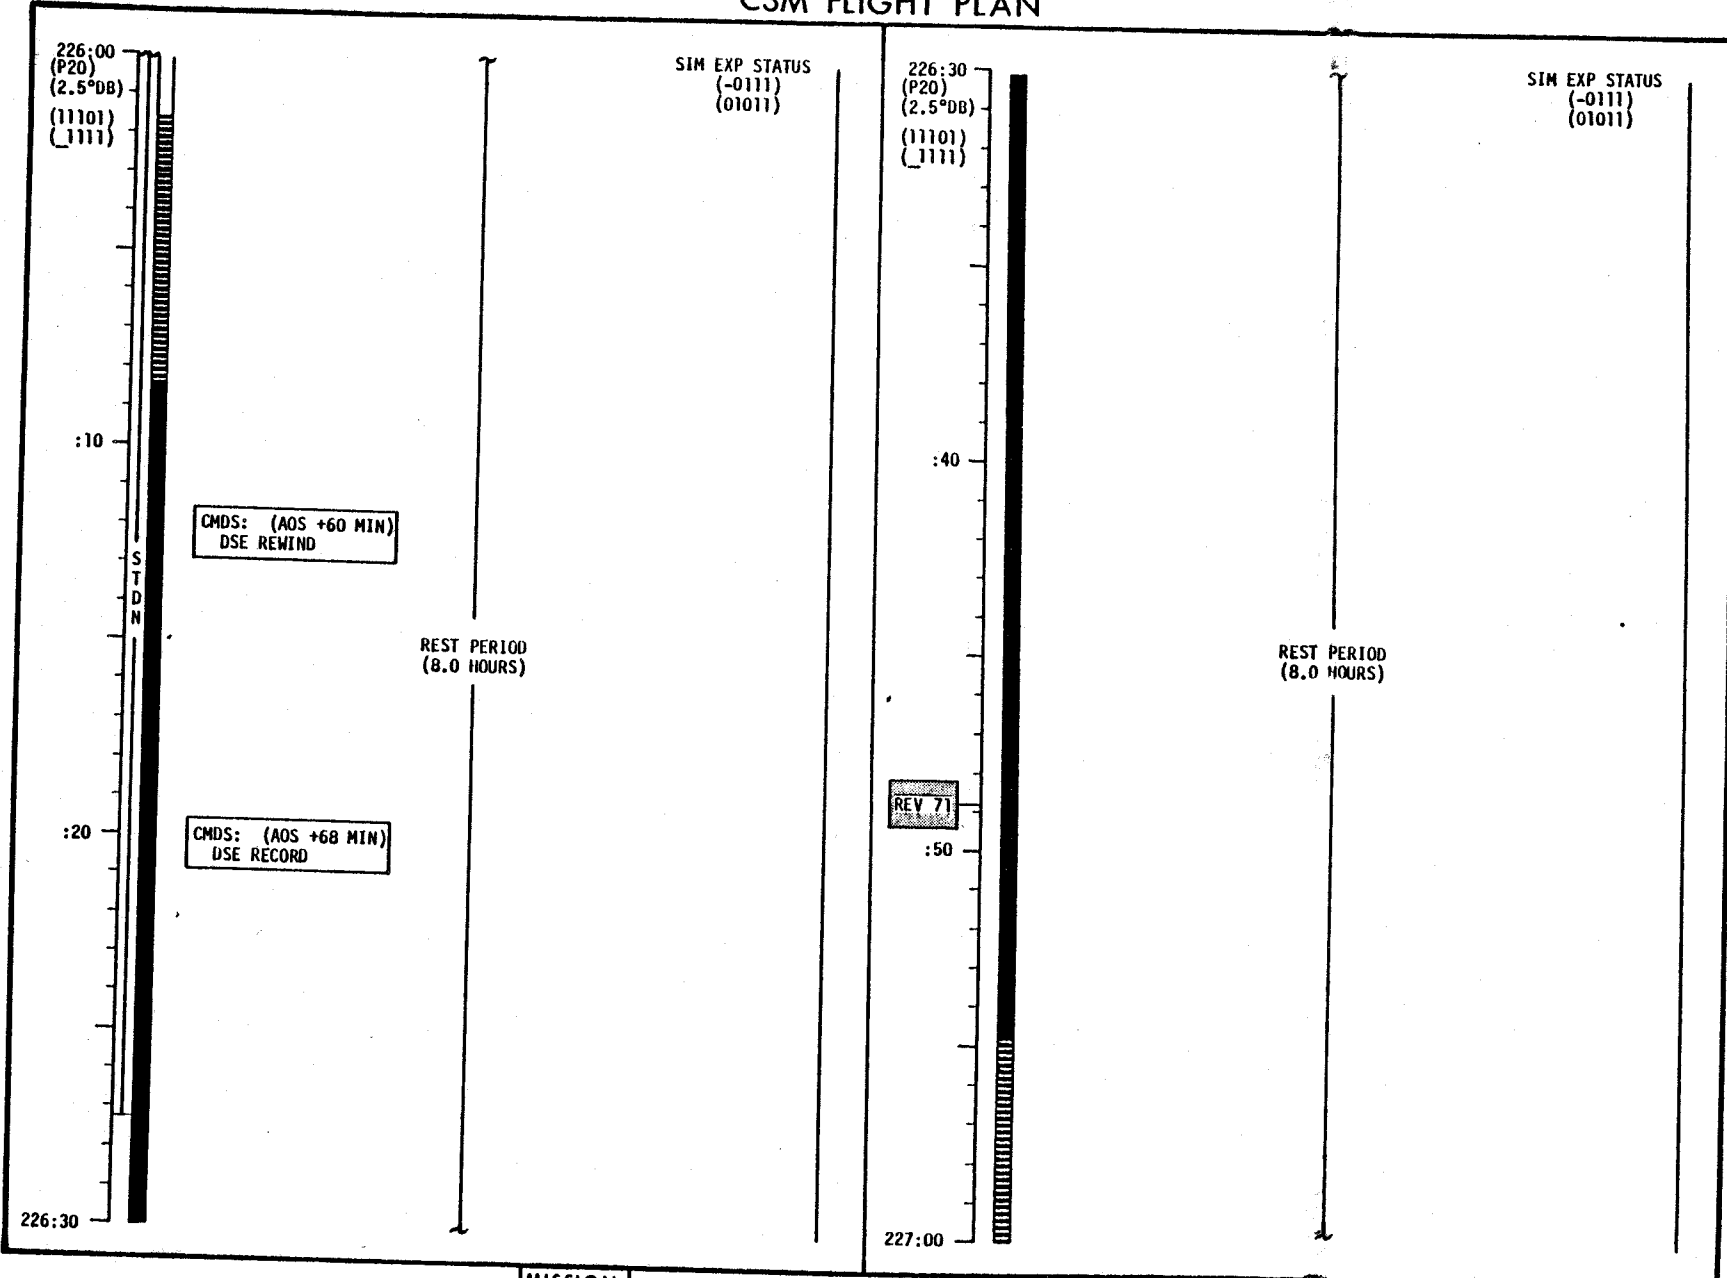 CSM FLIGHT PLAN
226:00
(P20)
(2.5°DB)
(11101)
(_1111)
:10
:20
226:30
STDN
CMDS: (AOS +60 MIN)
DSE REWIND
CMDS: (AOS +68 MIN)
DSE RECORD
REST PERIOD
(8.0 HOURS)
SIM EXP STATUS
(-0111)
(01011)
226:30
(P20)
(2.5°DB)
(11101)
(_1111)
:40
REV 71
:50
227:00
REST PERIOD
(8.0 HOURS)
SIM EXP STATUS
(-0111)
(01011)
MISSION